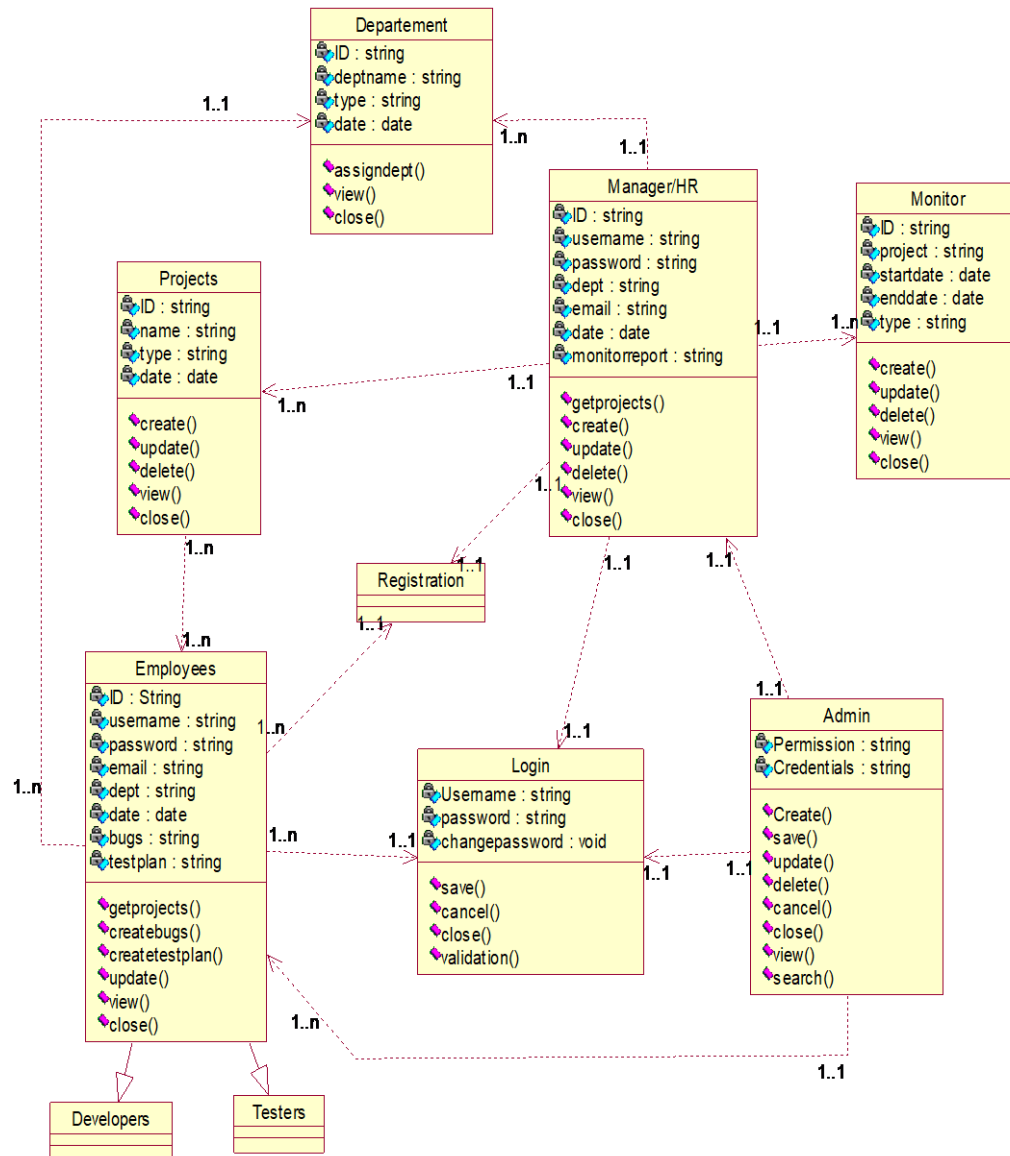 Departement
ID : string
deptname : string
type : string
date : date
assigndept()
view()
close()
1..1
1..n
1..1
Manager/HR
ID : string
username : string
password : string
dept : string
email : string
date : date
monitorreport : string
getprojects()
create()
update()
delete()
view()
close()
Monitor
ID : string
project : string
startdate : date
enddate : date
type : string
create()
update()
delete()
view()
close()
1..1
1..n
Projects
ID : string
name : string
type : string
date : date
create()
update()
delete()
view()
close()
1..1
1..n
1..1
1..1
Registration
1..1
1..n
1..n
1..n
1..1
1..1
1..1
1..1
Employees
ID : String
username : string
password : string
email : string
dept : string
date : date
bugs : string
testplan : string
getprojects()
createbugs()
createtestplan()
update()
view()
close()
1..n
1..n
1..1
Login
Username : string
password : string
changepassword : void
save()
cancel()
close()
validation()
1..1
1..1
Admin
Permission : string
Credentials : string
Create()
save()
update()
delete()
cancel()
close()
view()
search()
1..n
1..1
Developers
Testers